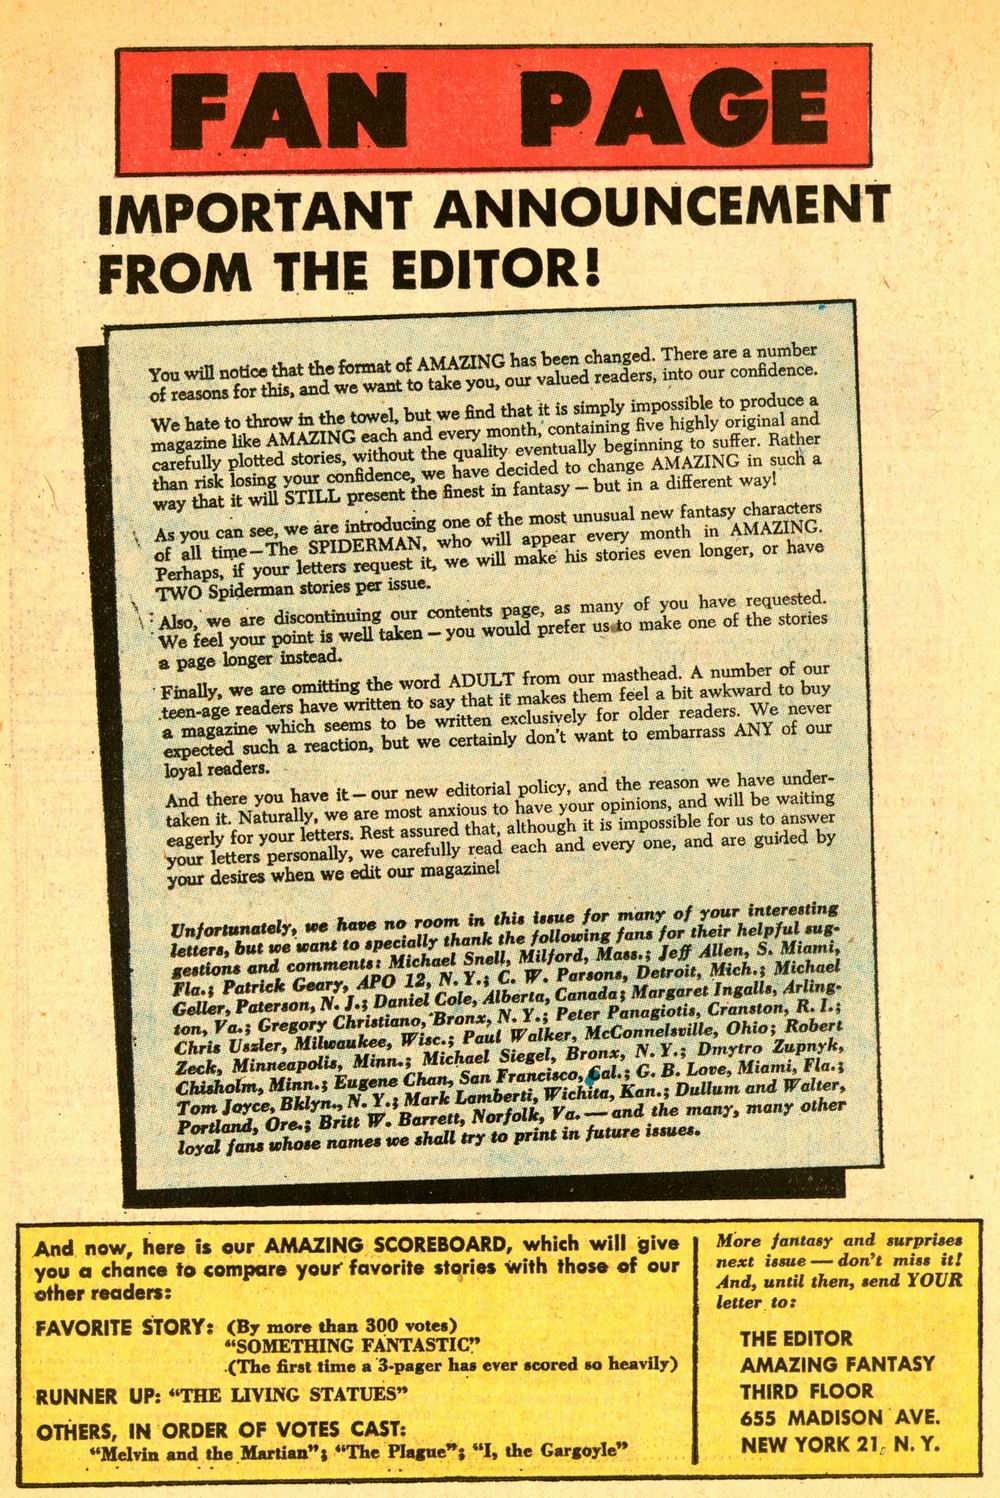 FAN PAGE
IMPORTANT ANNOUNCEMENT
FROM THE EDITOR!
You will notice that the format of AMAZING has been changed. There are a number
of reasons for this, and we want to take you, our valued readers, into our confidence.
We hate to throw in the towel, but we find that it is simply impossible to produce a
magazine like AMAZING each and every month, containing five highly original and
carefully plotted stories, without the quality eventually beginning to suffer. Rather
than risk losing your confidence, we have decided to change AMAZING in such a
way that it will STILL present the finest in fantasy — but in a different way!
As you can see, we are introducing one of the most unusual new fantasy characters
of all time—The SPIDERMAN, who will appear every month in AMAZING.
Perhaps, if your letters request it, we will make his stories even longer, or have
TWO Spiderman stories per issue.
Also, we are discontinuing our contents page, as many of you have requested.
We feel your point is well taken — you would prefer us to make one of the stories
a page longer instead.
Finally, we are omitting the word ADULT from our masthead. A number of our
teen-age readers have written to say that it makes them feel a bit awkward to buy
a magazine which seems to be written exclusively for older readers. We never
expected such a reaction, but we certainly don't want to embarrass ANY of our
loyal readers.
And there you have it — our new editorial policy, and the reason we have under-
taken it. Naturally, we are most anxious to have your opinions, and will be waiting
eagerly for your letters. Rest assured that, although it is impossible for us to answer
your letters personally, we carefully read each and every one, and are guided by
your desires when we edit our magazine!
Unfortunately, we have no room in this issue for many of your interesting
letters, but we want to specially thank the following fans for their helpful sug-
gestions and comments: Michael Snell, Milford, Mass.; Jeff Allen, S. Miami,
Fla.; Patrick Geary, APO 12, N. Y.; C. W. Parsons, Detroit, Mich.; Michael
Geller, Paterson, N. J.; Daniel Cole, Alberta, Canada; Margaret Ingalls, Arling-
ton, Va.; Gregory Christiano, Bronx, N. Y.; Peter Panagiotis, Cranston, R. I.;
Chris Uszler, Milwaukee, Wisc.; Paul Walker, McConnelsville, Ohio; Robert
Zeck, Minneapolis, Minn.; Michael Siegel, Bronx, N. Y.; Dmytro Zupnyk,
Chisholm, Minn.; Eugene Chan, San Francisco, Cal.; G. B. Love, Miami, Fla.;
Tom Joyce, Bklyn., N. Y.; Mark Lamberti, Wichita, Kan.; Dullum and Walter,
Portland, Ore.; Britt W. Barrett, Norfolk, Va. — and the many, many other
loyal fans whose names we shall try to print in future issues.
And now, here is our AMAZING SCOREBOARD, which will give
you a chance to compare your favorite stories with those of our
other readers:
FAVORITE STORY: (By more than 300 votes)
"SOMETHING FANTASTIC"
(The first time a 3-pager has ever scored so heavily)
RUNNER UP: "THE LIVING STATUES"
OTHERS, IN ORDER OF VOTES CAST:
"Melvin and the Martian"; "The Plague"; "I, the Gargoyle"
More fantasy and surprises
next issue — don't miss it!
And, until then, send YOUR
letter to:
THE EDITOR
AMAZING FANTASY
THIRD FLOOR
655 MADISON AVE.
NEW YORK 21, N. Y.